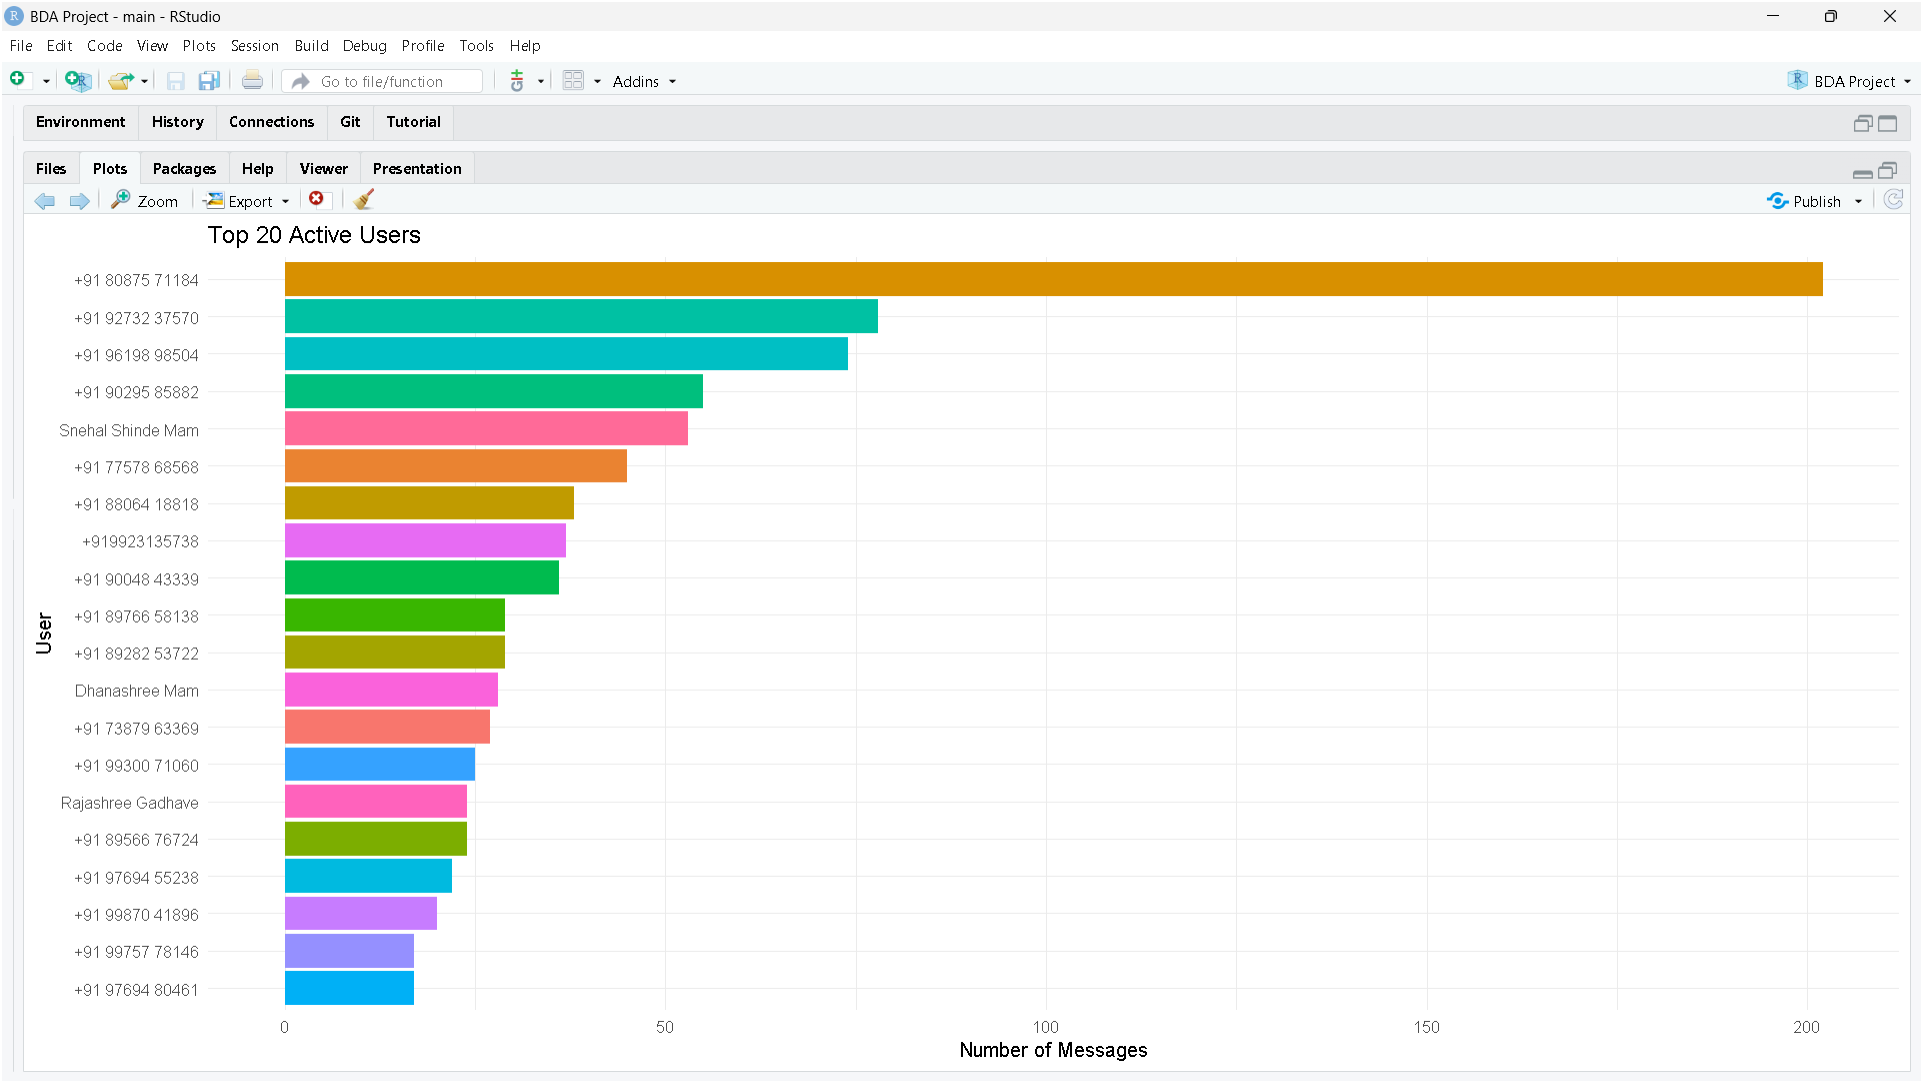 BDA Project - main - RStudio
File Edit Code View Plots Session Build Debug Profile Tools Help
Go to file/function Addins BDA Project
Environment History Connections Git Tutorial
Files Plots Packages Help Viewer Presentation
Zoom Export Publish
Top 20 Active Users
+91 80875 71184
+91 92732 37570
+91 96198 98504
+91 90295 85882
Snehal Shinde Mam
+91 77578 68568
+91 88064 18818
+919923135738
+91 90048 43339
+91 89766 58138
+91 89282 53722
Dhanashree Mam
+91 73879 63369
+91 99300 71060
Rajashree Gadhave
+91 89566 76724
+91 97694 55238
+91 99870 41896
+91 99757 78146
+91 97694 80461
User
0 50 100 150 200
Number of Messages